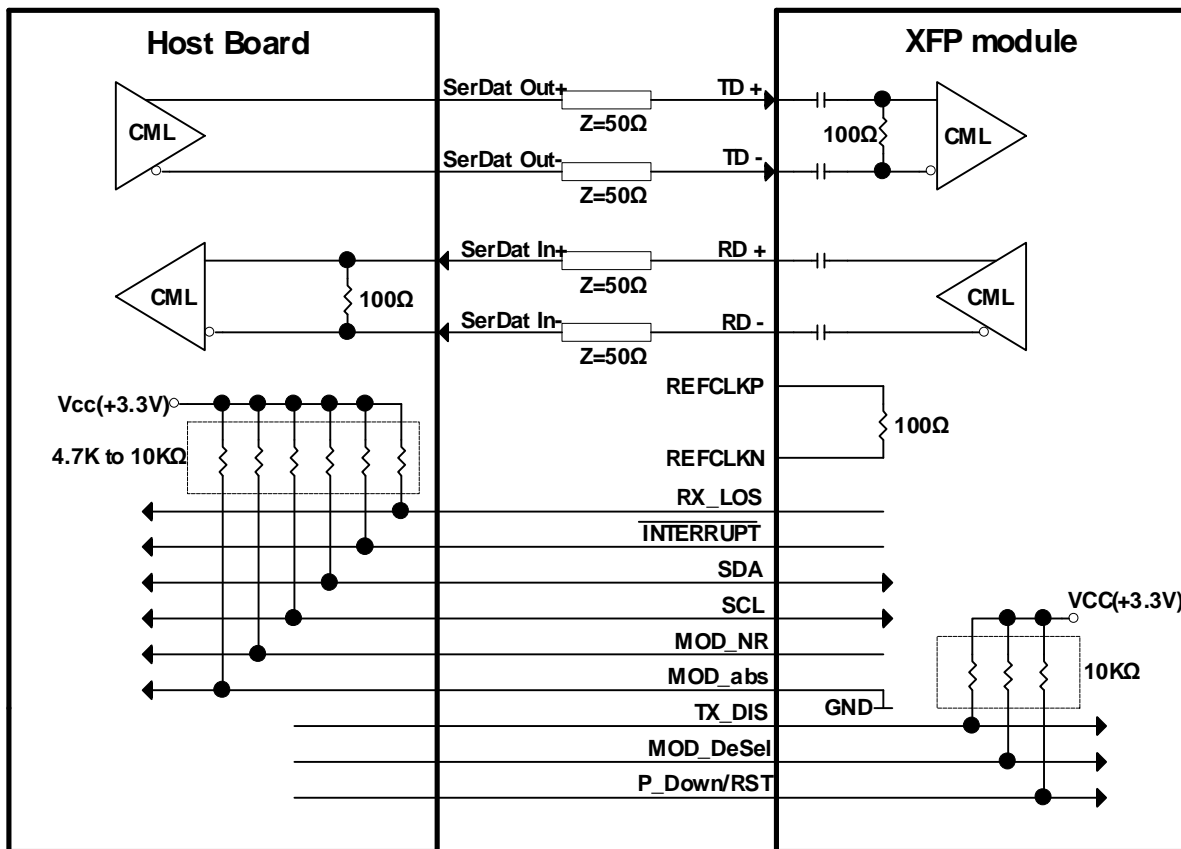 Host Board
XFP module
SerDat Out+
TD +
CML
Z=50Ω
100Ω
CML
SerDat Out-
TD -
Z=50Ω
SerDat In+
RD +
CML
100Ω
Z=50Ω
CML
SerDat In-
RD -
Z=50Ω
REFCLKP
Vcc(+3.3V)
100Ω
4.7K to 10KΩ
REFCLKN
RX_LOS
INTERRUPT
SDA
SCL
VCC(+3.3V)
MOD_NR
MOD_abs
10KΩ
TX_DIS
GND
MOD_DeSel
P_Down/RST